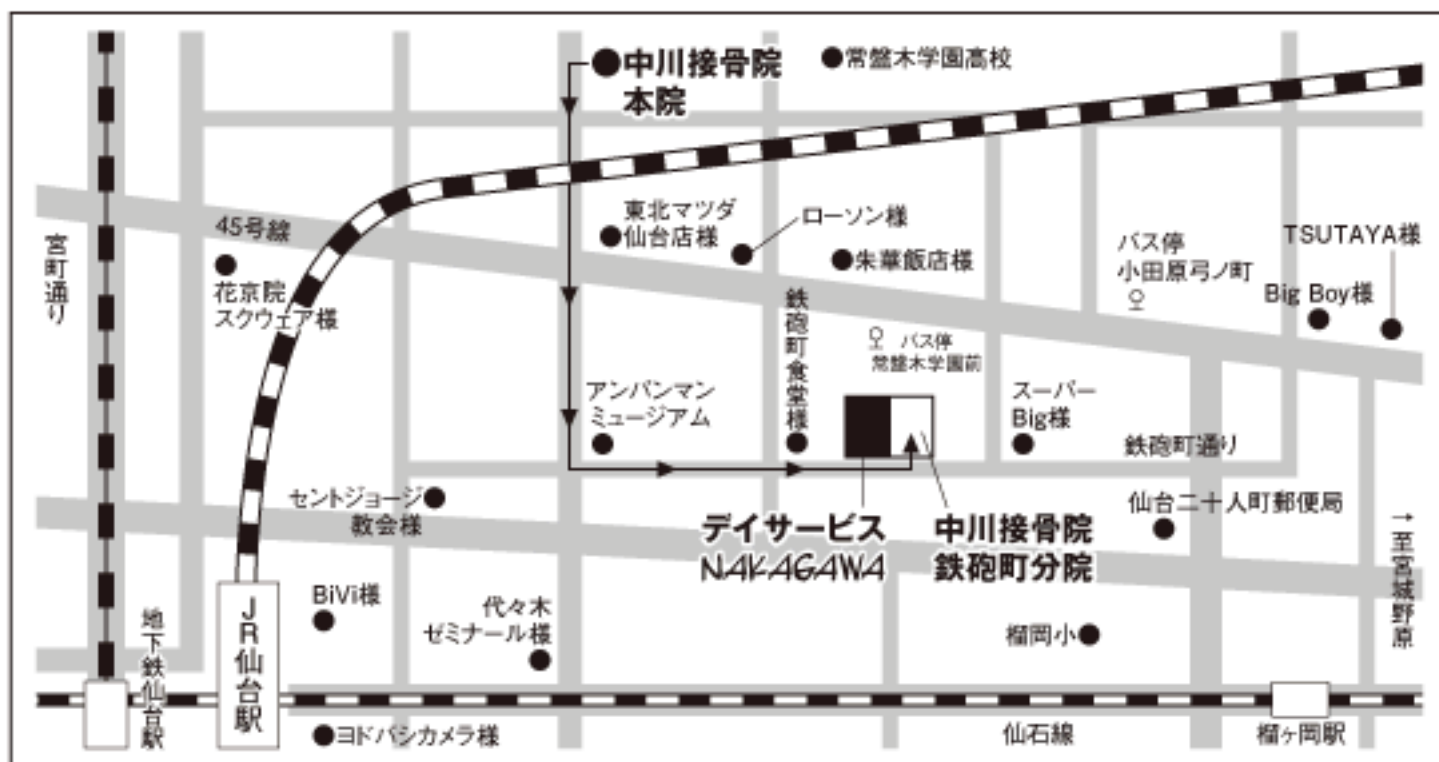 中川接骨院
本院
常盤木学園高校
45号線
宮町通り
花京院
スクウェア様
東北マツダ
仙台店様
ローソン様
朱華飯店様
バス停
小田原弓ノ町
TSUTAYA様
Big Boy様
鉄砲町食堂様
バス停
常盤木学園前
アンパンマン
ミュージアム
スーパー
Big様
鉄砲町通り
セントジョージ
教会様
デイサービス
NAKAGAWA
中川接骨院
鉄砲町分院
仙台二十人町郵便局
↑至宮城野原
BiVi様
代々木
ゼミナール様
榴岡小
地下鉄仙台駅
JR仙台駅
ヨドバシカメラ様
仙石線
榴ヶ岡駅